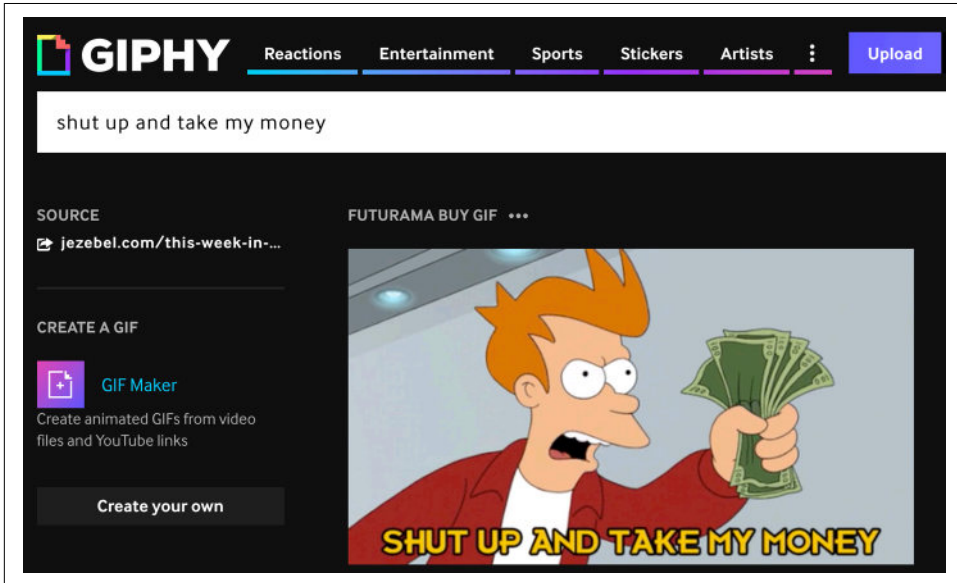 GIPHY
Reactions
Entertainment
Sports
Stickers
Artists
Upload
shut up and take my money
SOURCE
jezebel.com/this-week-in-...
CREATE A GIF
GIF Maker
Create animated GIFs from video
files and YouTube links
Create your own
FUTURAMA BUY GIF
SHUT UP AND TAKE MY MONEY